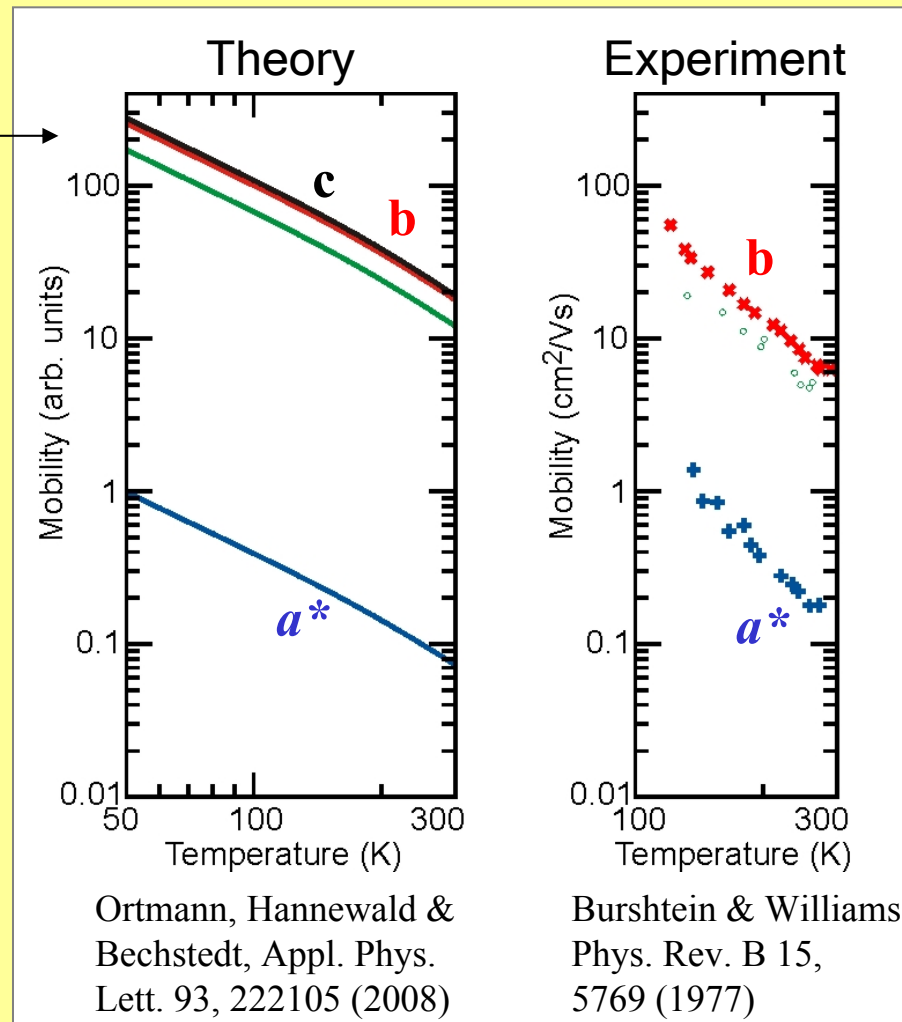 Theory
Mobility (arb. units)
100
10
1
0.1
0.01
c
b
a*
50
100
300
Temperature (K)
Ortmann, Hannewald &
Bechstedt, Appl. Phys.
Lett. 93, 222105 (2008)
Experiment
Mobility (cm²/Vs)
100
10
1
0.1
0.01
b
a*
100
300
Temperature (K)
Burshtein & Williams
Phys. Rev. B 15,
5769 (1977)